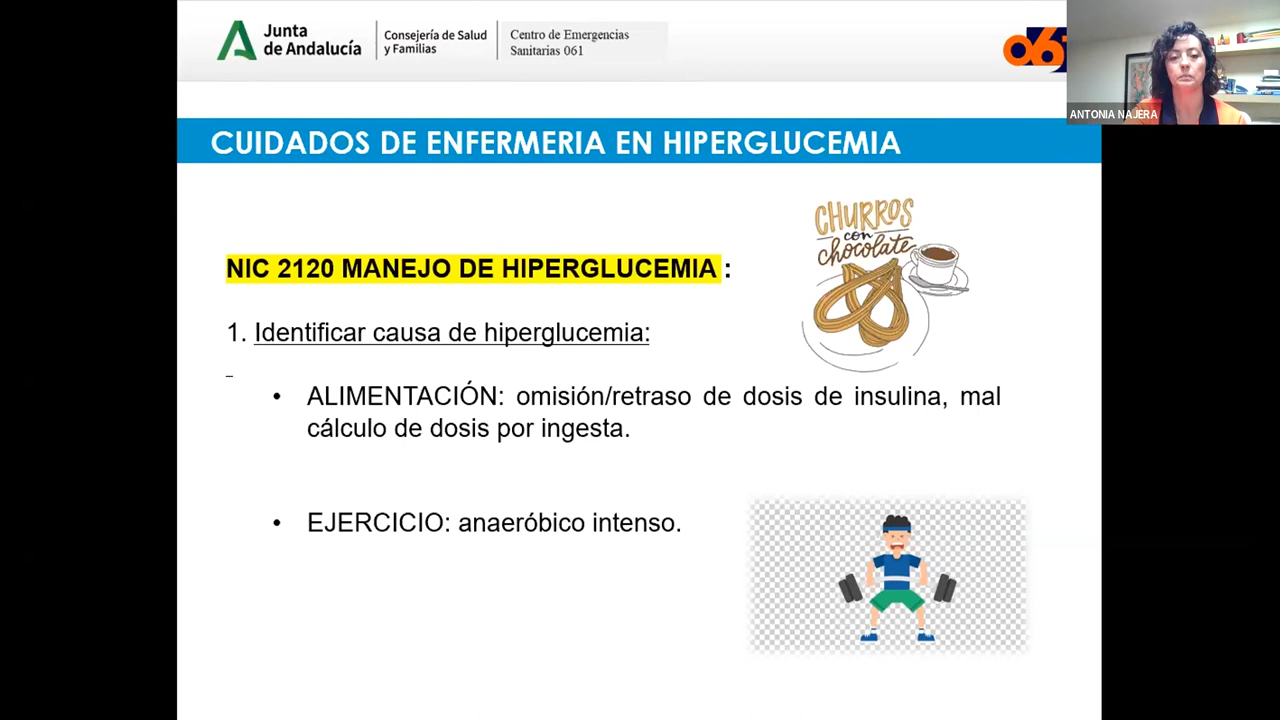 Junta
de Andalucía
Consejería de Salud
y Familias
Centro de Emergencias
Sanitarias 061
061
ANTONIA NAJERA
CUIDADOS DE ENFERMERIA EN HIPERGLUCEMIA
CHURROS
con
chocolate
NIC 2120 MANEJO DE HIPERGLUCEMIA :
1. Identificar causa de hiperglucemia:
• ALIMENTACIÓN: omisión/retraso de dosis de insulina, mal
cálculo de dosis por ingesta.
• EJERCICIO: anaeróbico intenso.